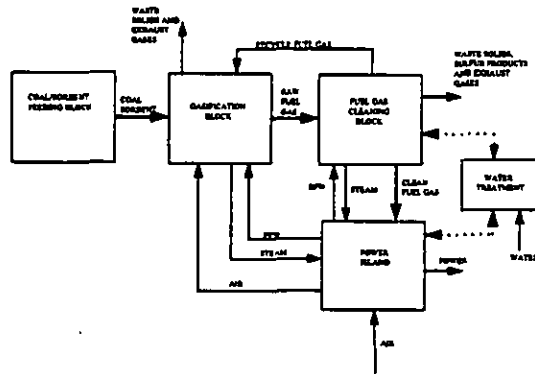 WASTE
SOLIDS AND
EXHAUST
GASES
RECYCLE FUEL GAS
WASTE SOLIDS,
SULFUR PRODUCTS
AND EXHAUST
GASES
COAL/SORBENT
FEEDING BLOCK
COAL
SORBENT
GASIFICATION
BLOCK
RAW
FUEL
GAS
FUEL GAS
CLEANING
BLOCK
WATER
TREATMENT
BFW
STEAM
CLEAN
FUEL GAS
BFW
STEAM
AIR
POWER
ISLAND
POWER
WATER
AIR